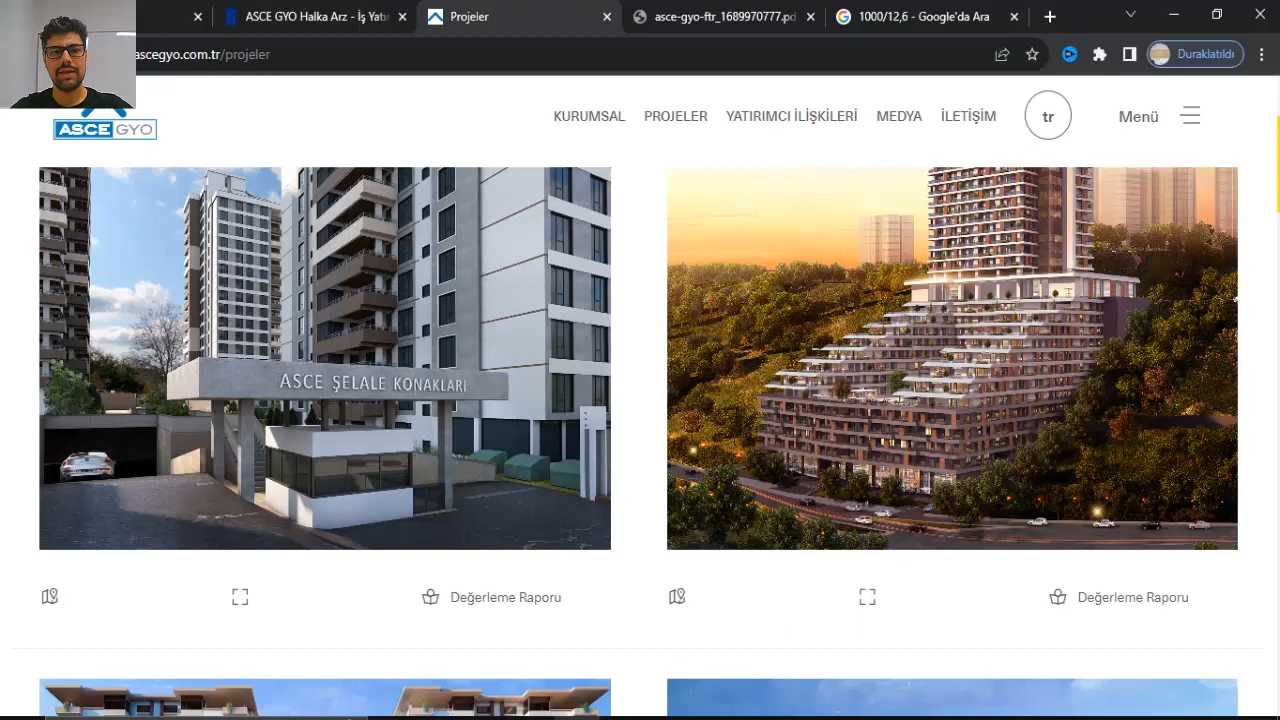 ASCE GYO Halka Arz - İş Yatır
Projeler
asce-gyo-ftr_1689970777.pd
1000/12,6 - Google'da Ara
ascegyo.com.tr/projeler
Duraklatıldı
ASCE GYO
KURUMSAL PROJELER YATIRIMCI İLİŞKİLERİ MEDYA İLETİŞİM tr Menü
ASCE ŞELALE KONAKLARI
Değerleme Raporu
Değerleme Raporu